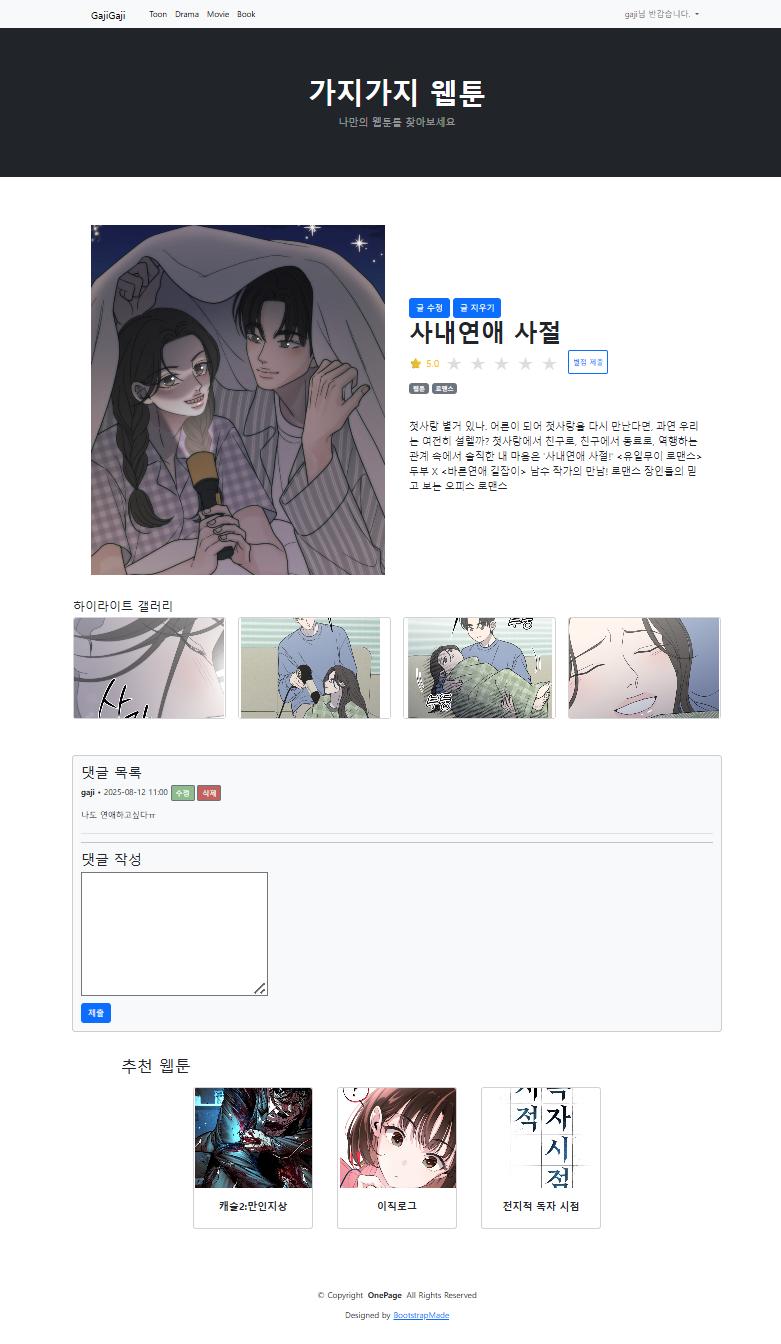 GajiGaji Toon Drama Movie Book gaji님 반갑습니다.
가지가지 웹툰
나만의 웹툰를 찾아보세요
글 수정 글 지우기
사내연애 사절
5.0 별점 제출
웹툰 로맨스
첫사랑 별거 있나. 어른이 되어 첫사랑을 다시 만난다면, 과연 우리
는 여전히 설렐까? 첫사랑에서 친구로, 친구에서 동료로, 역행하는
관계 속에서 솔직한 내 마음은 '사내연애 사절!' <유일무이 로맨스>
두부 X <바른연애 길잡이> 남수 작가의 만남! 로맨스 장인들의 믿
고 보는 오피스 로맨스
하이라이트 갤러리
댓글 목록
gaji • 2025-08-12 11:00 수정 삭제
나도 연애하고싶다ㅠ
댓글 작성
제출
추천 웹툰
?
캐슬2:만인지상 이직로그 전지적 독자 시점
© Copyright OnePage All Rights Reserved
Designed by BootstrapMade